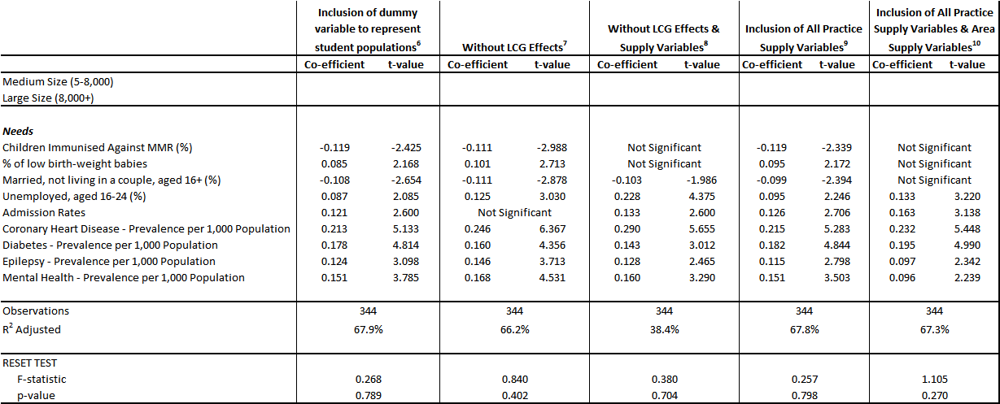 Inclusion of dummy variable to represent student populations6 Without LCG Effects7 Without LCG Effects & Supply Variables8 Inclusion of All Practice Supply Variables9 Inclusion of All Practice Supply Variables & Area Supply Variables10
Co-efficient t-value Co-efficient t-value Co-efficient t-value Co-efficient t-value Co-efficient t-value
Medium Size (5-8,000)
Large Size (8,000+)
Needs
Children Immunised Against MMR (%) -0.119 -2.425 -0.111 -2.988 Not Significant -0.119 -2.339 Not Significant
% of low birth-weight babies 0.085 2.168 0.101 2.713 Not Significant 0.095 2.172 Not Significant
Married, not living in a couple, aged 16+ (%) -0.108 -2.654 -0.111 -2.878 -0.103 -1.986 -0.099 -2.394 Not Significant
Unemployed, aged 16-24 (%) 0.087 2.085 0.125 3.030 0.228 4.375 0.095 2.246 0.133 3.220
Admission Rates 0.121 2.600 Not Significant 0.133 2.600 0.126 2.706 0.163 3.138
Coronary Heart Disease - Prevalence per 1,000 Population 0.213 5.133 0.246 6.367 0.290 5.655 0.215 5.283 0.232 5.448
Diabetes - Prevalence per 1,000 Population 0.178 4.814 0.160 4.356 0.143 3.012 0.182 4.844 0.195 4.990
Epilepsy - Prevalence per 1,000 Population 0.124 3.098 0.146 3.713 0.128 2.465 0.115 2.798 0.097 2.342
Mental Health - Prevalence per 1,000 Population 0.151 3.785 0.168 4.531 0.160 3.290 0.151 3.503 0.096 2.239
Observations 344 344 344 344 344
R2 Adjusted 67.9% 66.2% 38.4% 67.8% 67.3%
RESET TEST
F-statistic 0.268 0.840 0.380 0.257 1.105
p-value 0.789 0.402 0.704 0.798 0.270